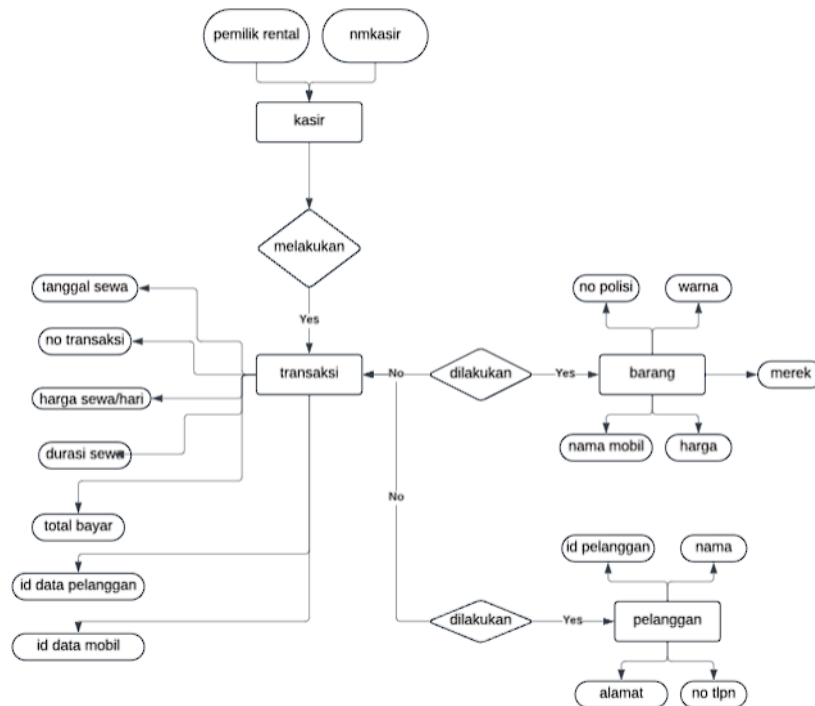 pemilik rental
nmkasir
kasir
melakukan
Yes
tanggal sewa
no transaksi
harga sewa/hari
durasi sewa
total bayar
id data pelanggan
id data mobil
transaksi
No
dilakukan
Yes
no polisi
warna
barang
merek
nama mobil
harga
No
dilakukan
Yes
id pelanggan
nama
pelanggan
alamat
no tlpn